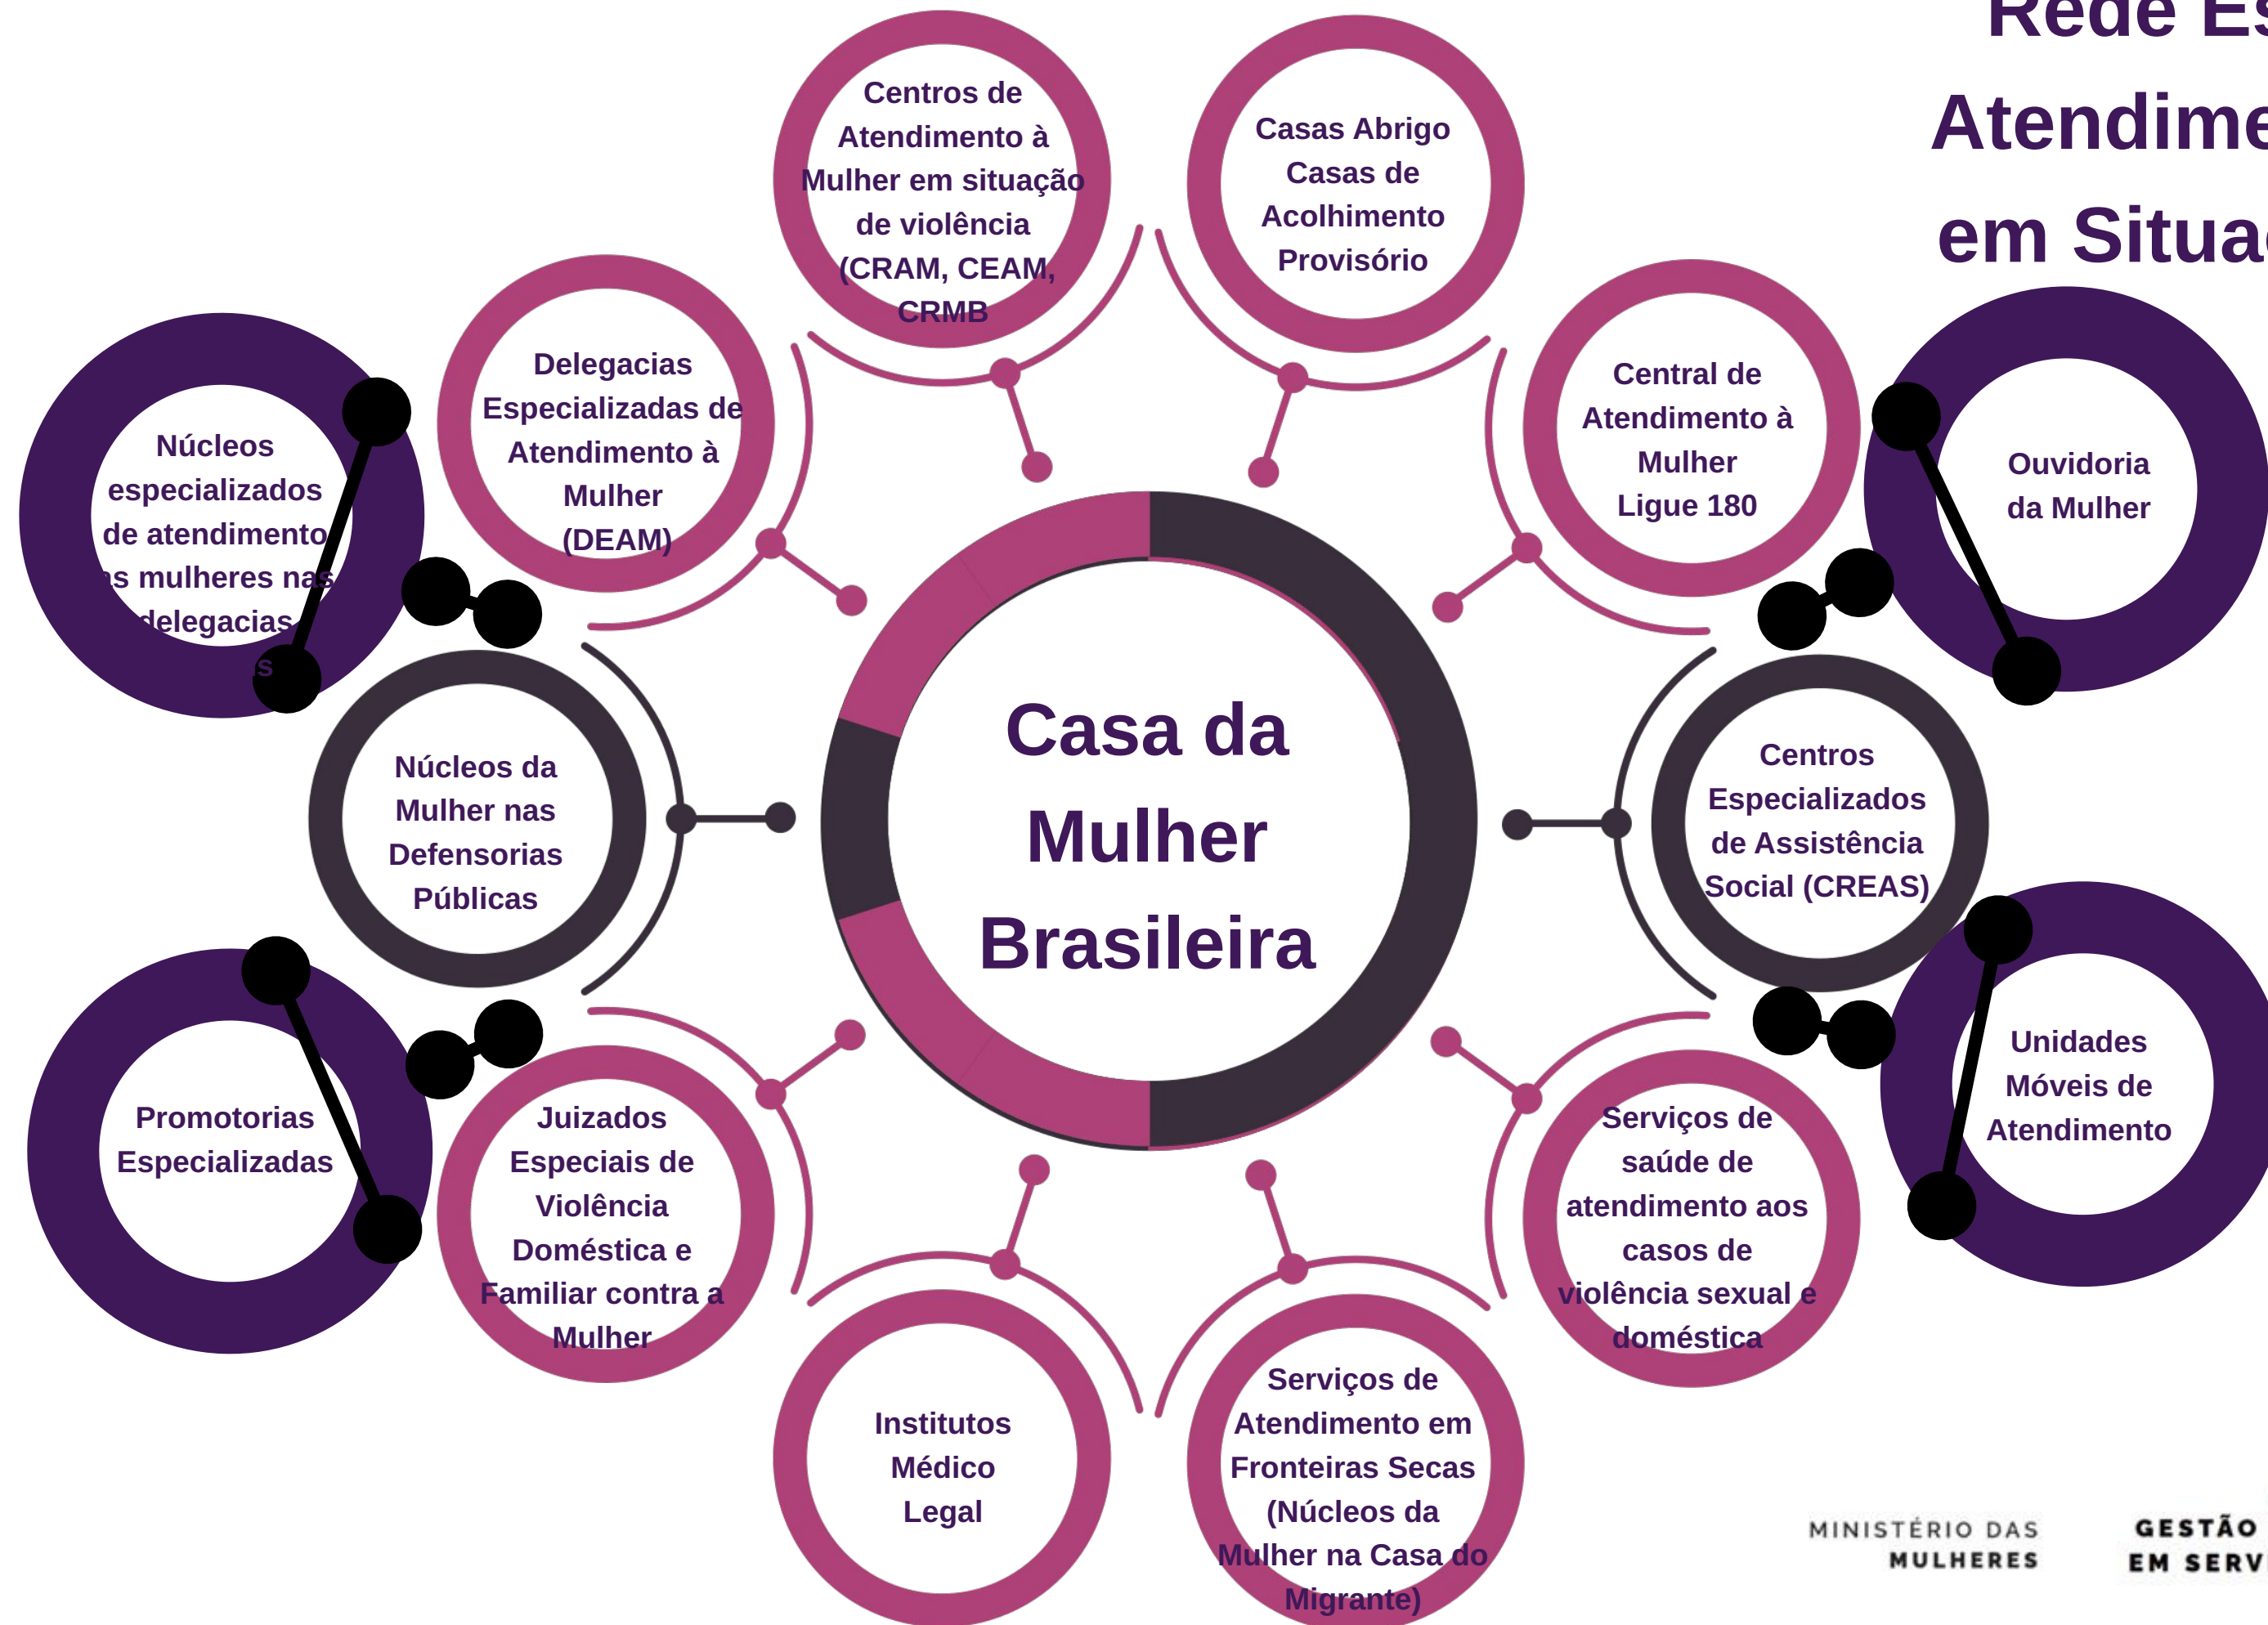 Rede Es
Atendime
em Situaç
Centros de
Atendimento à
Mulher em situação
de violência
(CRAM, CEAM,
CRMB
Casas Abrigo
Casas de
Acolhimento
Provisório
Delegacias
Especializadas de
Atendimento à
Mulher
(DEAM)
Central de
Atendimento à
Mulher
Ligue 180
Núcleos
especializados
de atendimento
às mulheres nas
delegacias
Ouvidoria
da Mulher
Casa da
Mulher
Brasileira
Núcleos da
Mulher nas
Defensorias
Públicas
Centros
Especializados
de Assistência
Social (CREAS)
Promotorias
Especializadas
Juizados
Especiais de
Violência
Doméstica e
Familiar contra a
Mulher
Serviços de
saúde de
atendimento aos
casos de
violência sexual e
doméstica
Unidades
Móveis de
Atendimento
Institutos
Médico
Legal
Serviços de
Atendimento em
Fronteiras Secas
(Núcleos da
Mulher na Casa do
Migrante)
MINISTÉRIO DAS
MULHERES
GESTÃO
EM SERV